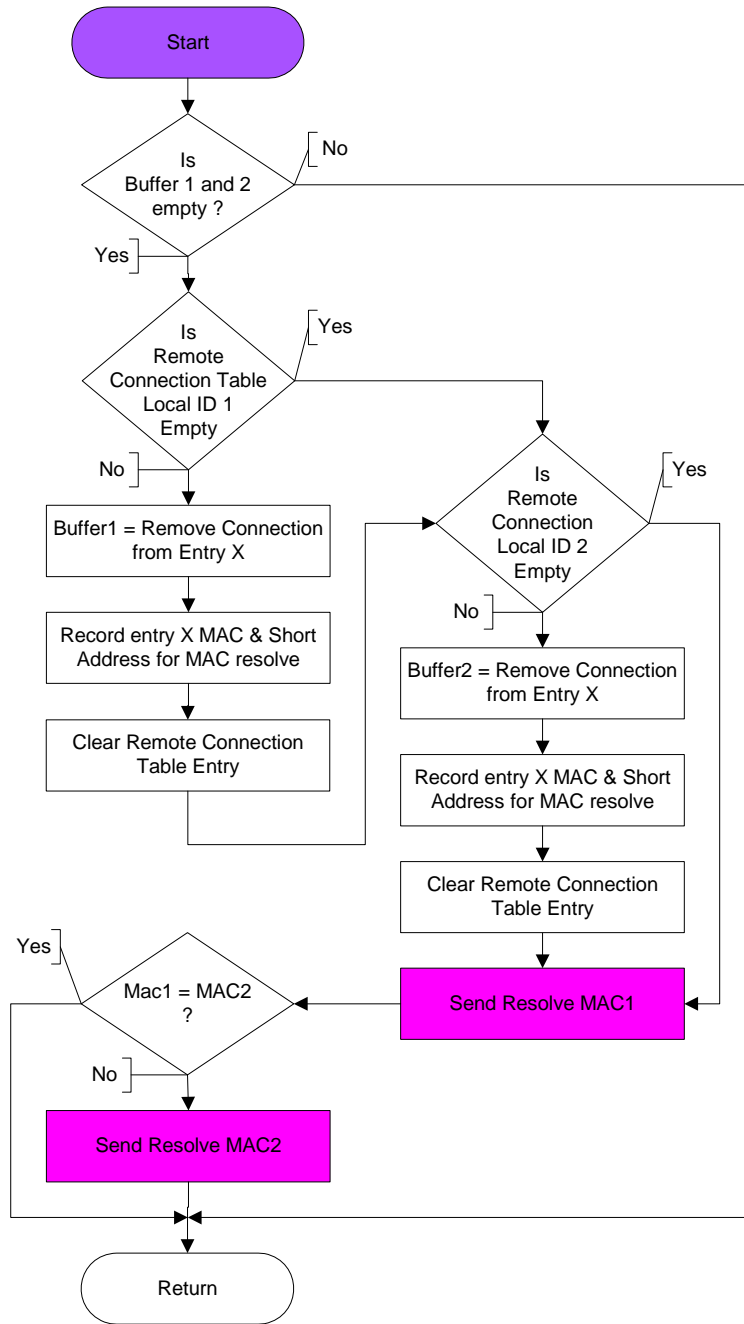 Start
Is
Buffer 1 and 2
empty ?
No
Yes
Is
Remote
Connection Table
Local ID 1
Empty
Yes
No
Buffer1 = Remove Connection
from Entry X
Record entry X MAC & Short
Address for MAC resolve
Clear Remote Connection
Table Entry
Is
Remote
Connection
Local ID 2
Empty
Yes
No
Buffer2 = Remove Connection
from Entry X
Record entry X MAC & Short
Address for MAC resolve
Clear Remote Connection
Table Entry
Send Resolve MAC1
Mac1 = MAC2
?
Yes
No
Send Resolve MAC2
Return